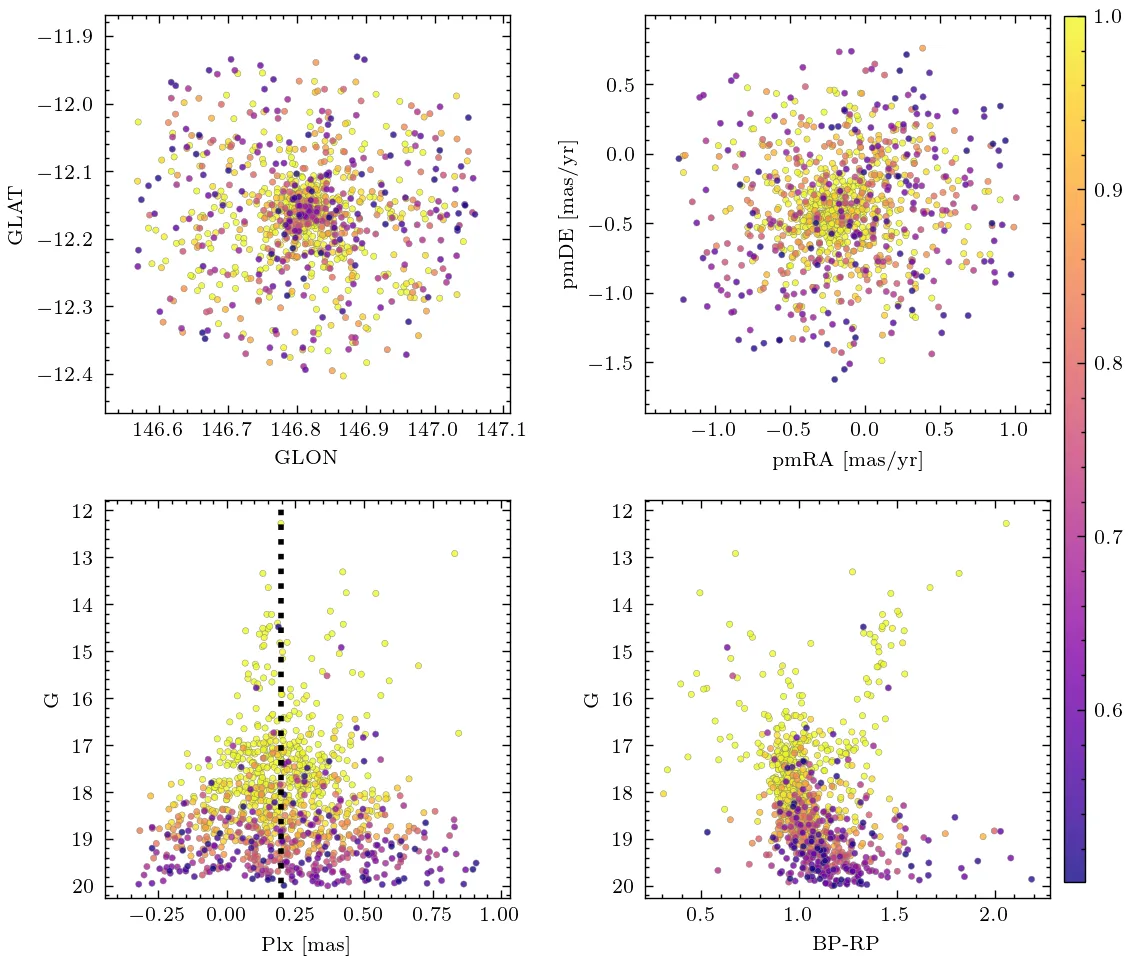 −11.9
−12.0
−12.1
−12.2
−12.3
−12.4
GLAT
146.6 146.7 146.8 146.9 147.0 147.1
GLON
0.5
0.0
−0.5
−1.0
−1.5
pmDE [mas/yr]
−1.0 −0.5 0.0 0.5 1.0
pmRA [mas/yr]
1.0
0.9
0.8
0.7
0.6
12
13
14
15
16
17
18
19
20
G
−0.25 0.00 0.25 0.50 0.75 1.00
Plx [mas]
12
13
14
15
16
17
18
19
20
G
0.5 1.0 1.5 2.0
BP-RP